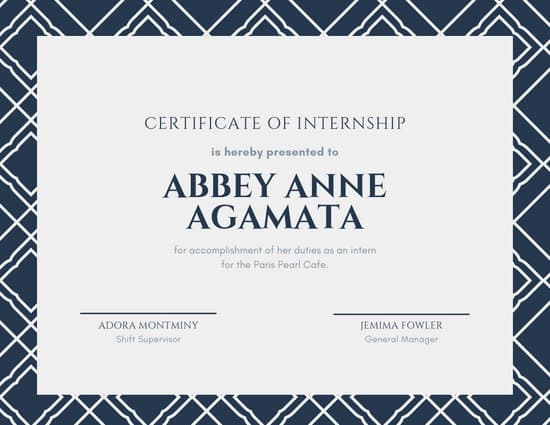 CERTIFICATE OF INTERNSHIP
is hereby presented to
ABBEY ANNE
AGAMATA
for accomplishment of her duties as an intern
for the Paris Pearl Cafe.
ADORA MONTMINY
Shift Supervisor
JEMIMA FOWLER
General Manager